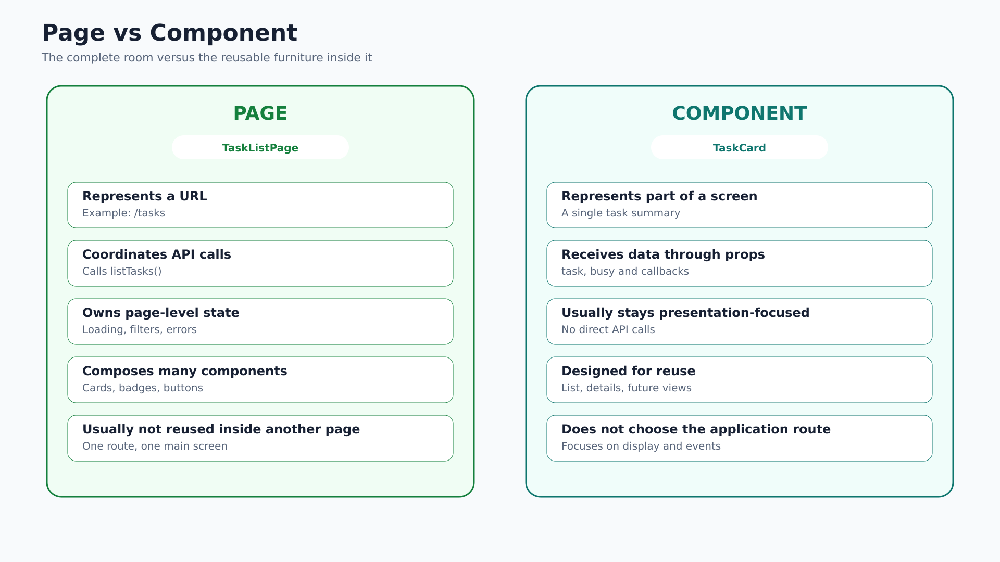 Page vs Component
The complete room versus the reusable furniture inside it
PAGE
TaskListPage
Represents a URL
Example: /tasks
Coordinates API calls
Calls listTasks()
Owns page-level state
Loading, filters, errors
Composes many components
Cards, badges, buttons
Usually not reused inside another page
One route, one main screen
COMPONENT
TaskCard
Represents part of a screen
A single task summary
Receives data through props
task, busy and callbacks
Usually stays presentation-focused
No direct API calls
Designed for reuse
List, details, future views
Does not choose the application route
Focuses on display and events